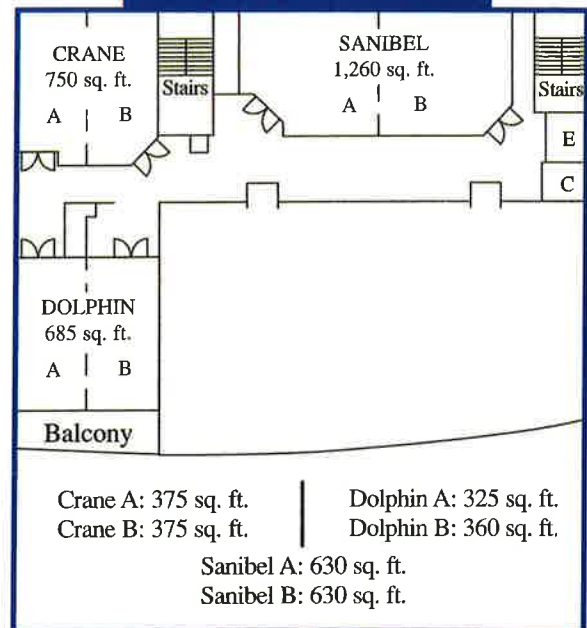 CRANE
750 sq. ft.
A
B
Stairs
SANIBEL
1,260 sq. ft.
A
B
Stairs
E
C
DOLPHIN
685 sq. ft.
A
B
Balcony
Crane A: 375 sq. ft.
Crane B: 375 sq. ft.
Dolphin A: 325 sq. ft.
Dolphin B: 360 sq. ft.
Sanibel A: 630 sq. ft.
Sanibel B: 630 sq. ft.